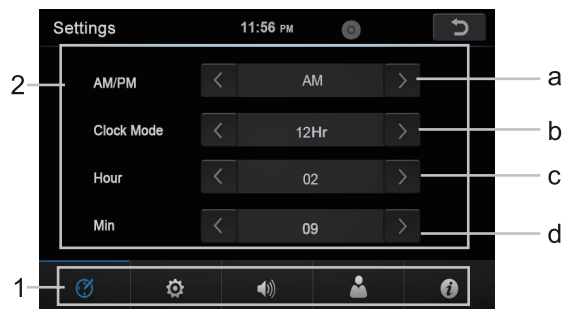 Settings 11:56 PM
2 AM/PM AM a
Clock Mode 12Hr b
Hour 02 c
Min 09 d
1